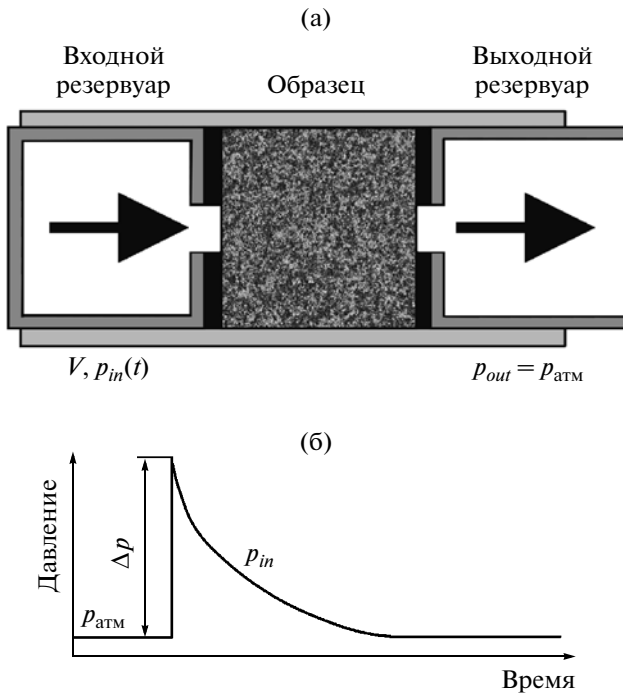 (а)
Входной
резервуар
Образец
Выходной
резервуар
V, p_in(t)
p_out = p_атм
(б)
Давление
Δp
p_in
p_атм
Время